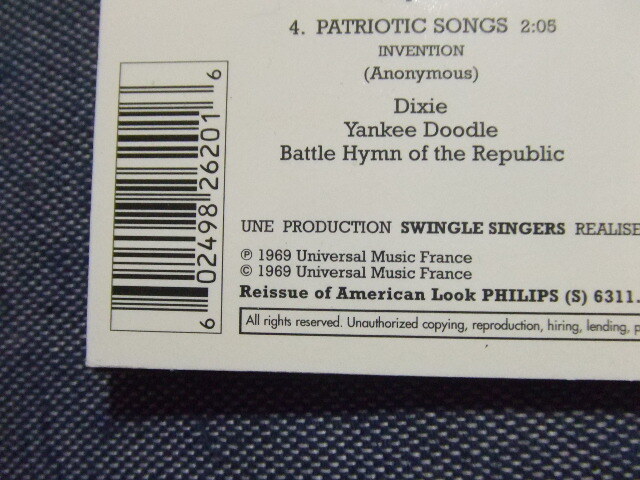 4. PATRIOTIC SONGS 2:05
INVENTION
(Anonymous)
Dixie
Yankee Doodle
Battle Hymn of the Republic
6 02498 26201 6
UNE PRODUCTION SWINGLE SINGERS REALISE
℗ 1969 Universal Music France
© 1969 Universal Music France
Reissue of American Look PHILIPS (S) 6311.
All rights reserved. Unauthorized copying, reproduction, hiring, lending, p